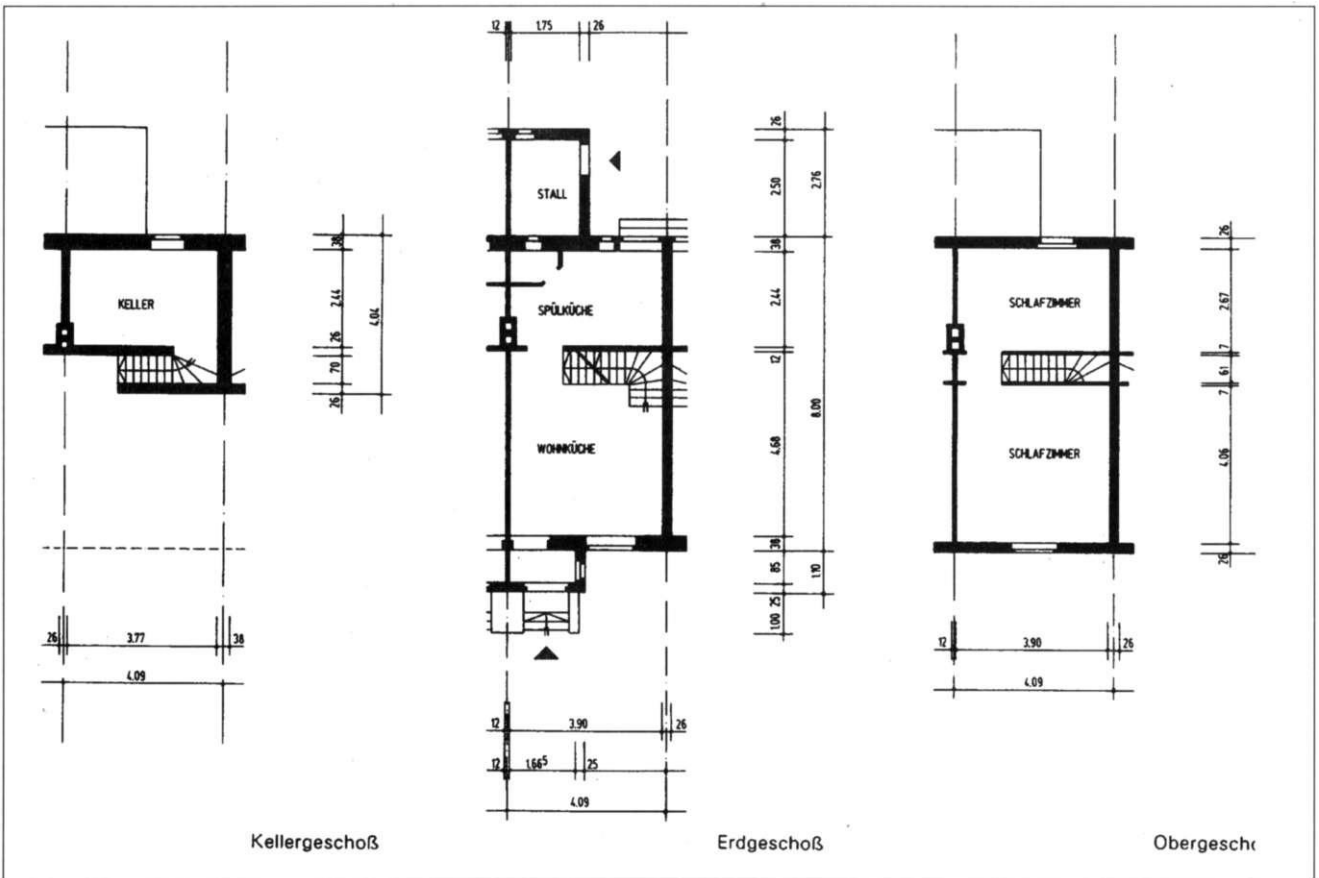 12 1.75 26
26
2.50
2.76
STALL
38
2.44
4.04
26
70
26
KELLER
38
2.44
12
8.00
4.68
38
85
1.10
25
1.00
SPÜLKÜCHE
WOHNKÜCHE
26
2.67
7
61
7
4.06
26
SCHLAFZIMMER
SCHLAFZIMMER
26 3.77 38
4.09
12 3.90 26
4.09
12 3.90 26
12 1.66⁵ 25
4.09
Kellergeschoß Erdgeschoß Obergesch